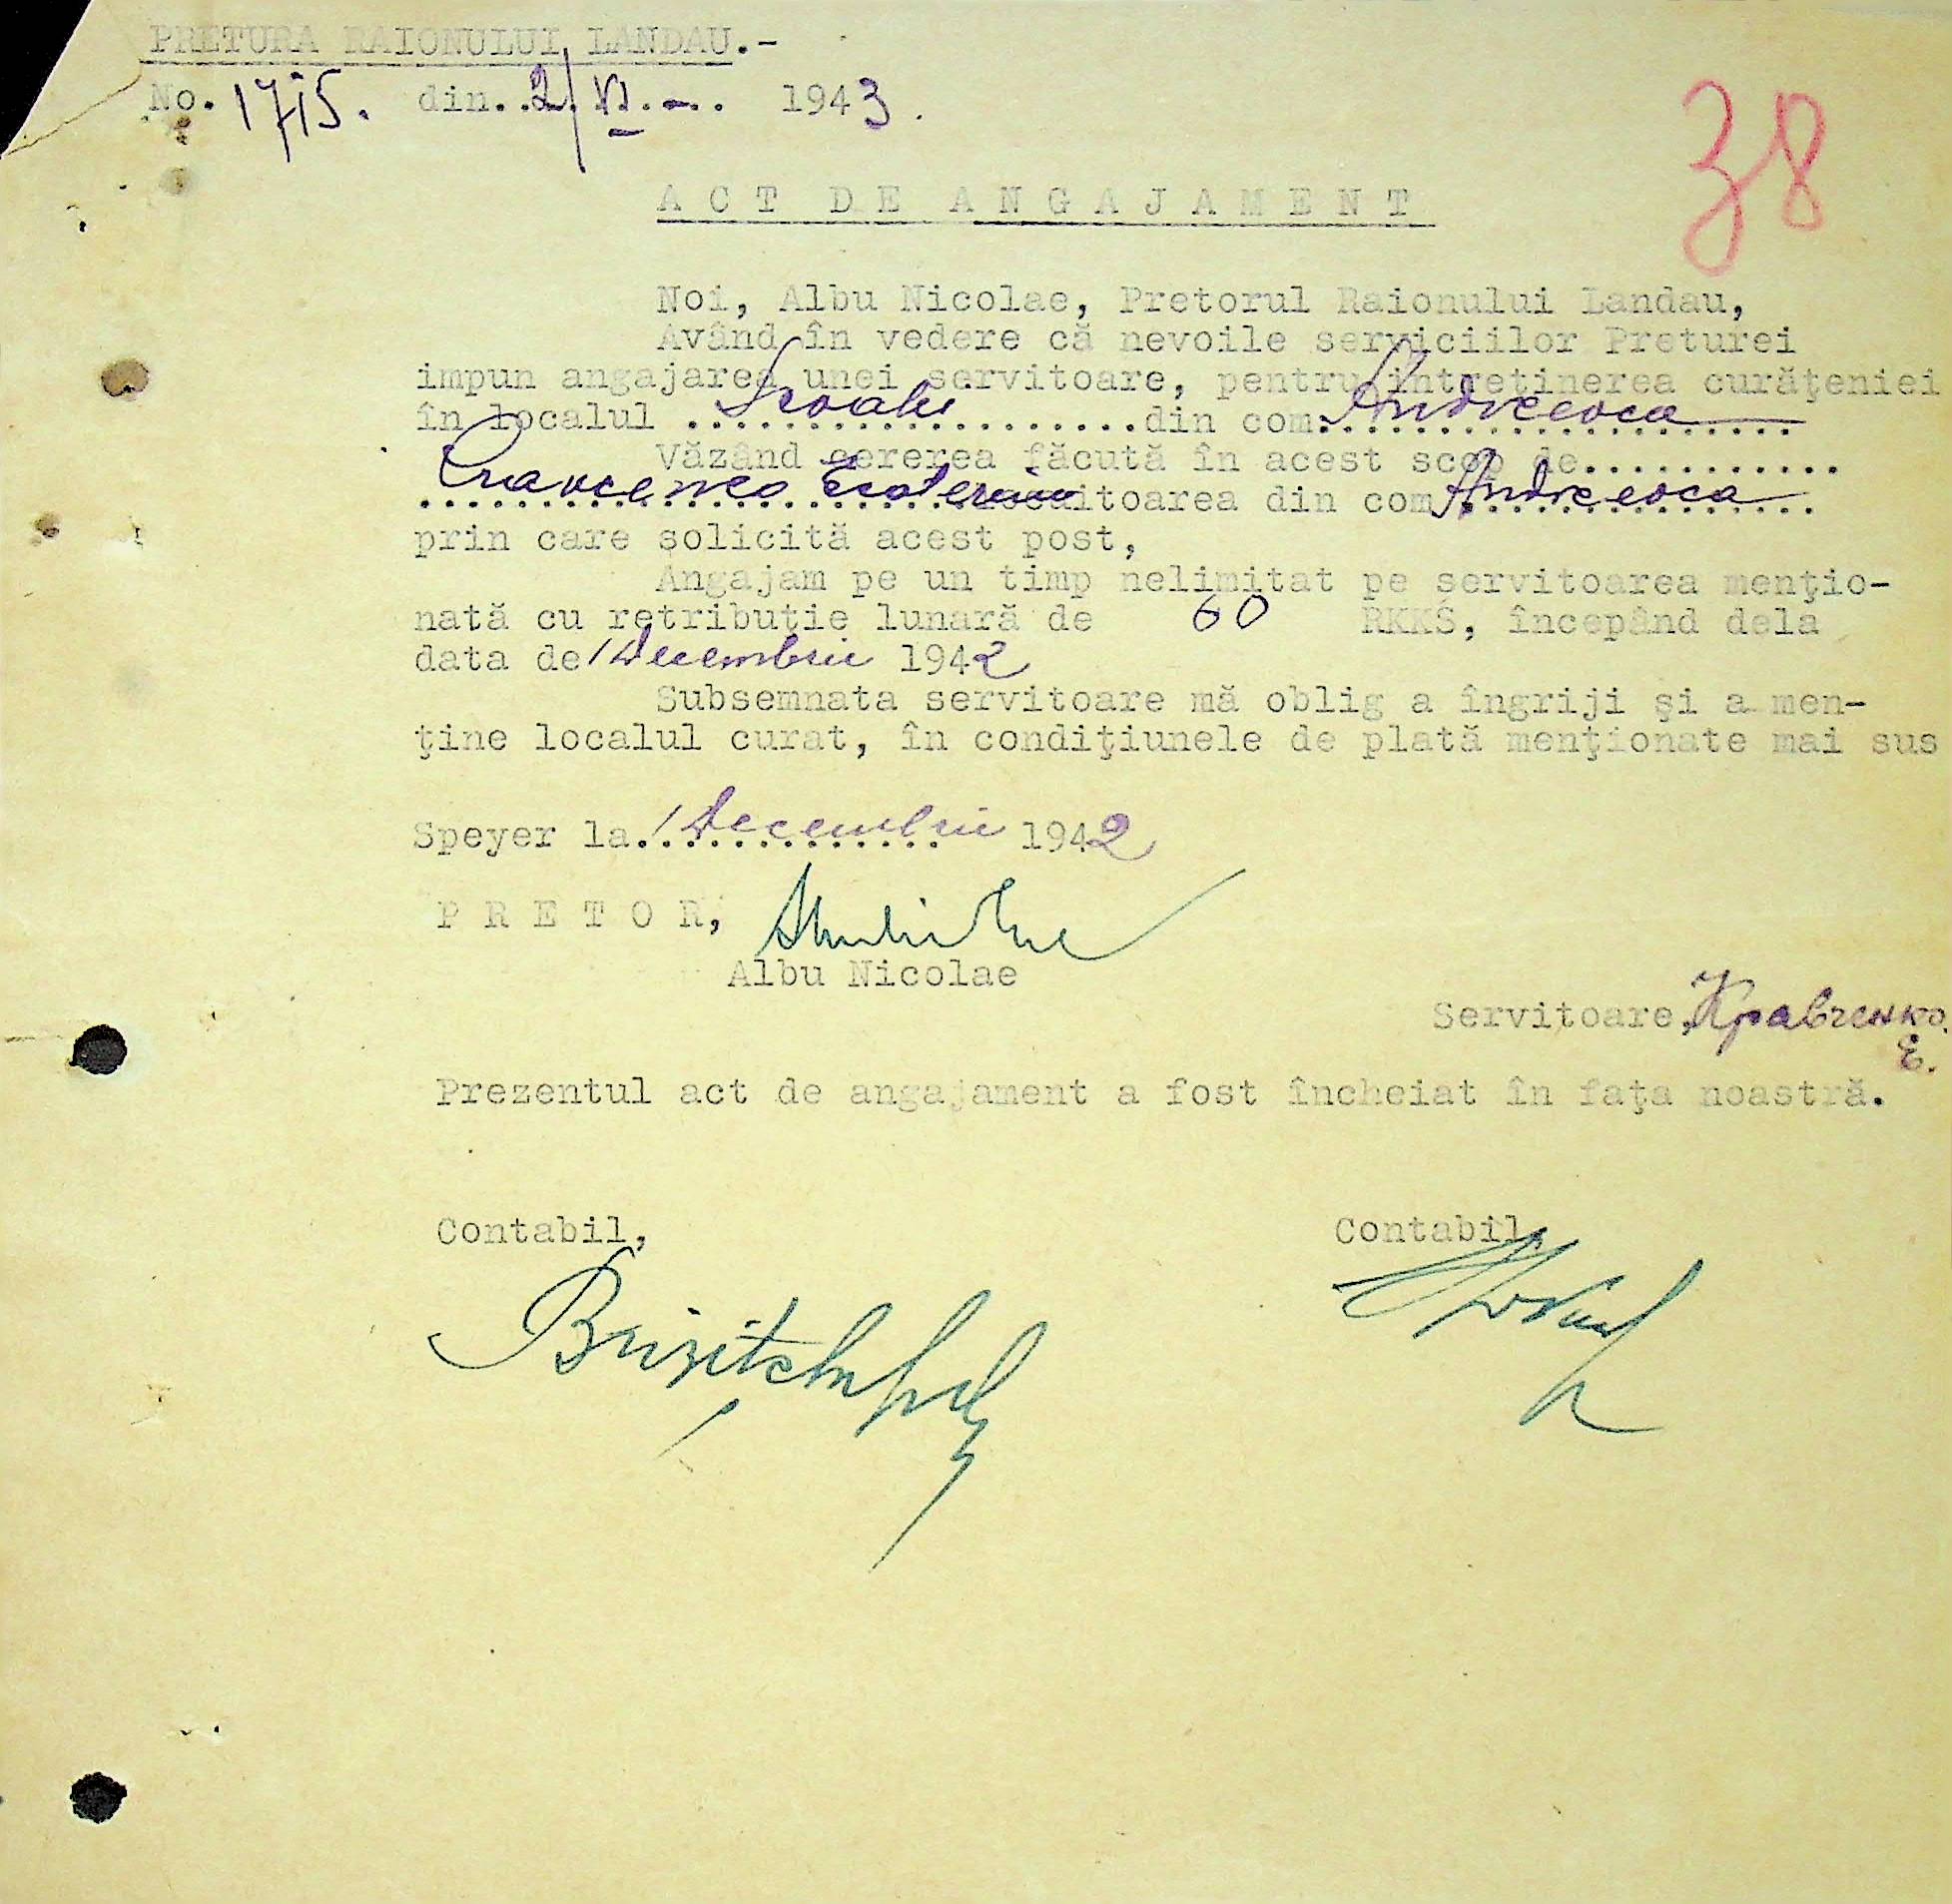 PRETURA RAIONULUI LANDAU.-
No. 1715. din..2/VI.-.. 1943.
38
ACT DE ANGAJAMENT
Noi, Albu Nicolae, Pretorul Raionului Landau,
Având în vedere că nevoile serviciilor Preturei
impun angajarea unei servitoare, pentru întreţinerea curăţeniei
în localul Scoalei din com. Andreevca
Văzând cererea făcută în acest scop de...........
Cravcenco Ecaterina locuitoarea din com. Andreevca
prin care solicită acest post,
Angajam pe un timp nelimitat pe servitoarea menţio-
nată cu retribuţie lunară de 60 RKKS, începând dela
data de 1 Decembrie 1942
Subsemnata servitoare mă oblig a îngriji şi a men-
ţine localul curat, în condiţiunele de plată menţionate mai sus
Speyer la 1 Decembrie 1942
PRETOR,
Albu Nicolae
Servitoare, Кравченко
Е.
Prezentul act de angajament a fost încheiat în faţa noastră.
Contabil, Contabil,